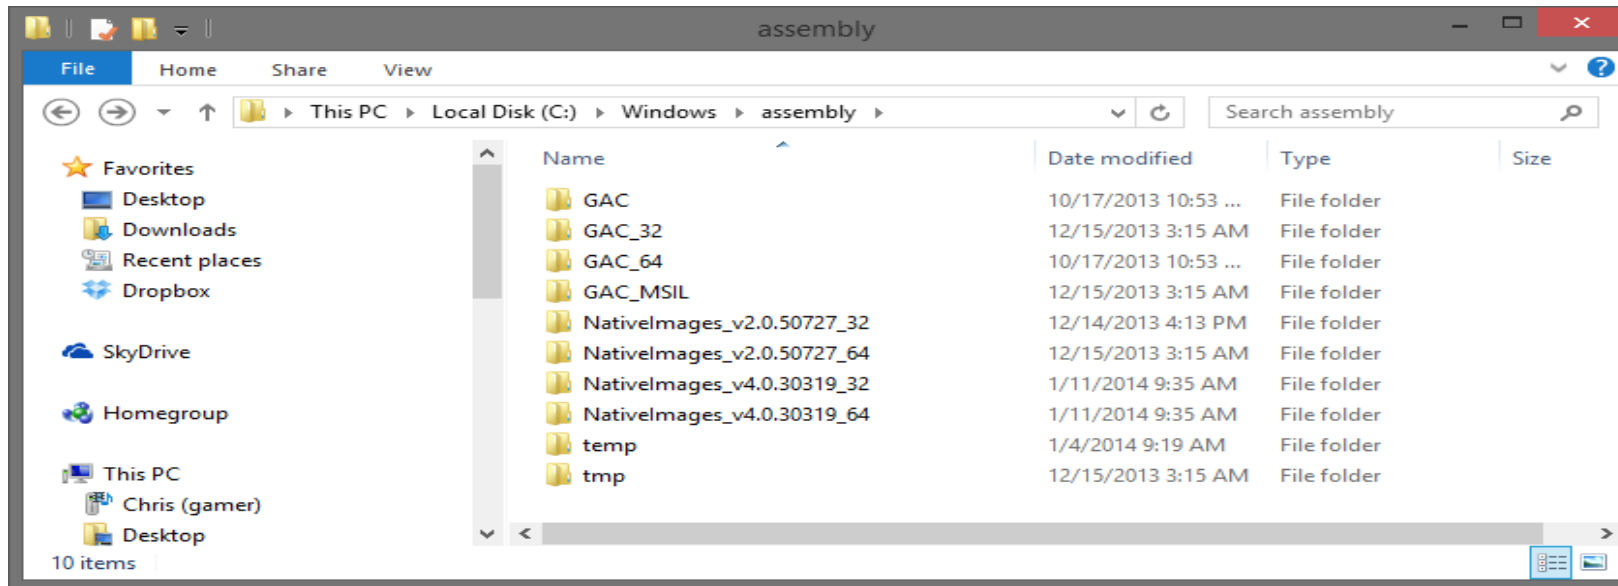 assembly
File Home Share View
This PC Local Disk (C:) Windows assembly Search assembly
Name Date modified Type Size
Favorites
Desktop
Downloads
Recent places
Dropbox
SkyDrive
Homegroup
This PC
Chris (gamer)
Desktop
GAC 10/17/2013 10:53 ... File folder
GAC_32 12/15/2013 3:15 AM File folder
GAC_64 10/17/2013 10:53 ... File folder
GAC_MSIL 12/15/2013 3:15 AM File folder
NativeImages_v2.0.50727_32 12/14/2013 4:13 PM File folder
NativeImages_v2.0.50727_64 12/15/2013 3:15 AM File folder
NativeImages_v4.0.30319_32 1/11/2014 9:35 AM File folder
NativeImages_v4.0.30319_64 1/11/2014 9:35 AM File folder
temp 1/4/2014 9:19 AM File folder
tmp 12/15/2013 3:15 AM File folder
10 items